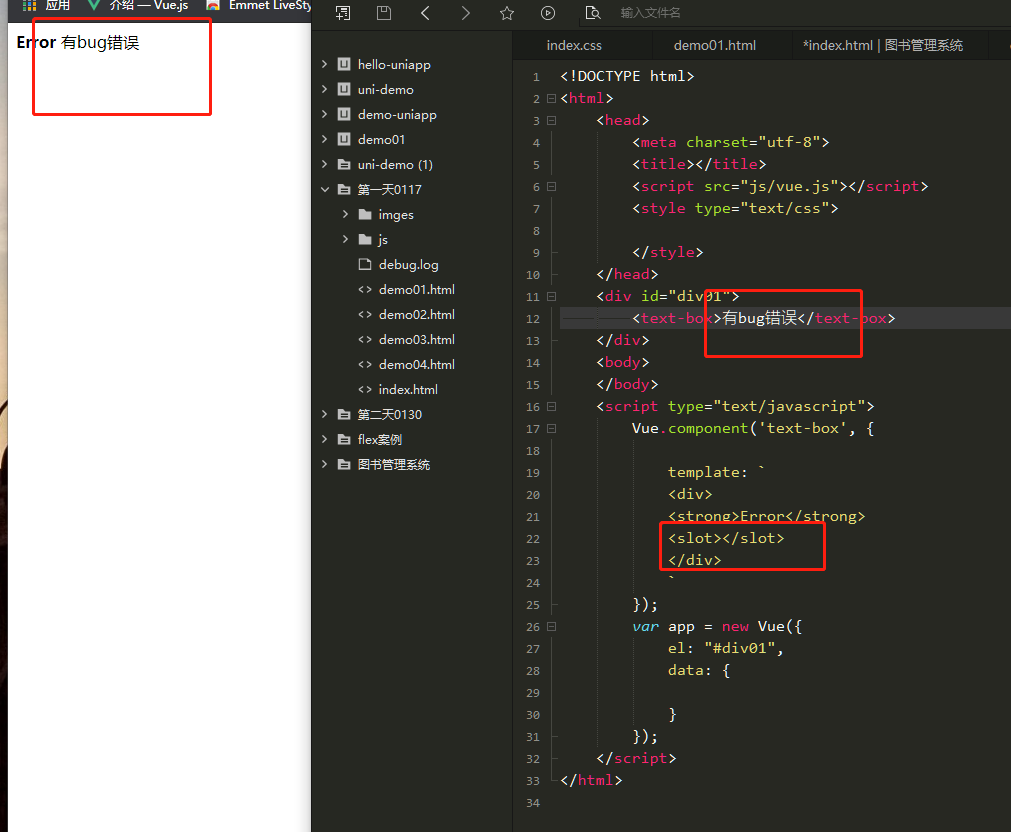 应用 介绍 — Vue.js Emmet LiveSty
Error 有bug错误
输入文件名
hello-uniapp
uni-demo
demo-uniapp
demo01
uni-demo (1)
第一天0117
imges
js
debug.log
demo01.html
demo02.html
demo03.html
demo04.html
index.html
第二天0130
flex案例
图书管理系统
index.css demo01.html *index.html | 图书管理系统
1 <!DOCTYPE html>
2 <html>
3 <head>
4 <meta charset="utf-8">
5 <title></title>
6 <script src="js/vue.js"></script>
7 <style type="text/css">
8
9 </style>
10 </head>
11 <div id="div01">
12 <text-box>有bug错误</text-box>
13 </div>
14 <body>
15 </body>
16 <script type="text/javascript">
17 Vue.component('text-box', {
18
19 template: `
20 <div>
21 <strong>Error</strong>
22 <slot></slot>
23 </div>
24 `
25 });
26 var app = new Vue({
27 el: "#div01",
28 data: {
29
30 }
31 });
32 </script>
33 </html>
34